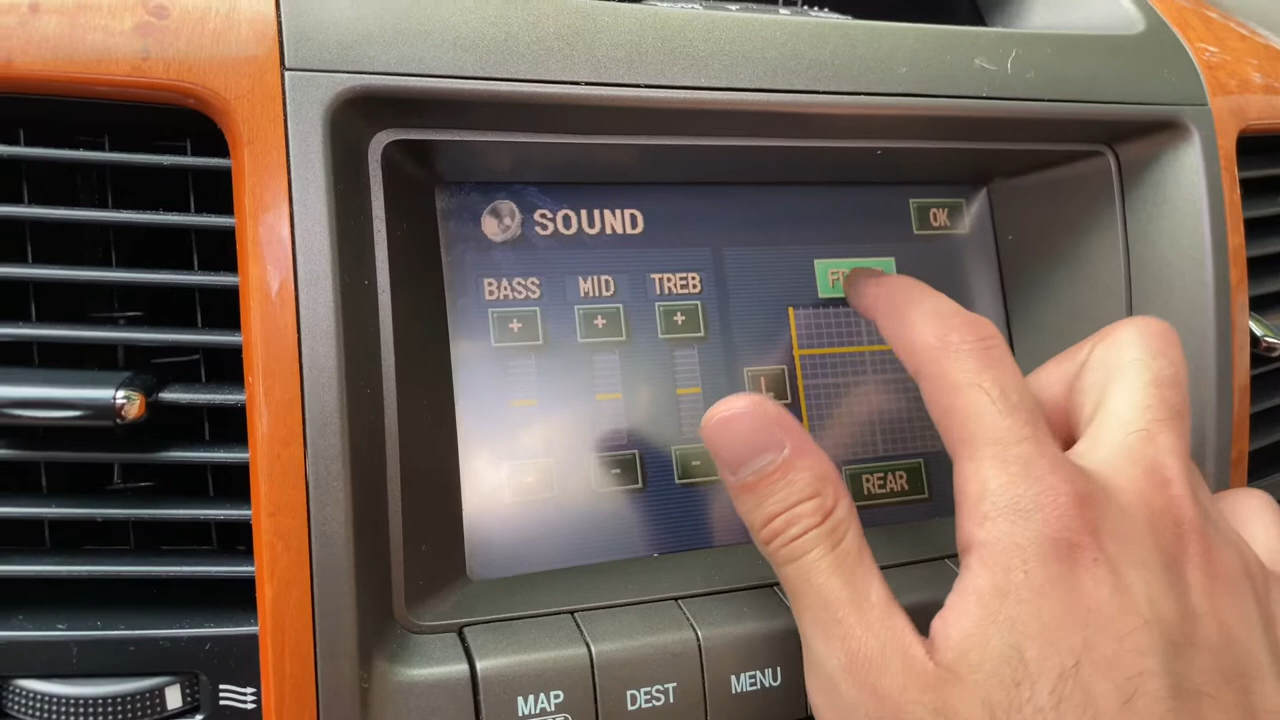 SOUND
OK
BASS
MID
TREB
+
+
+
L
-
-
-
REAR
MAP
DEST
MENU